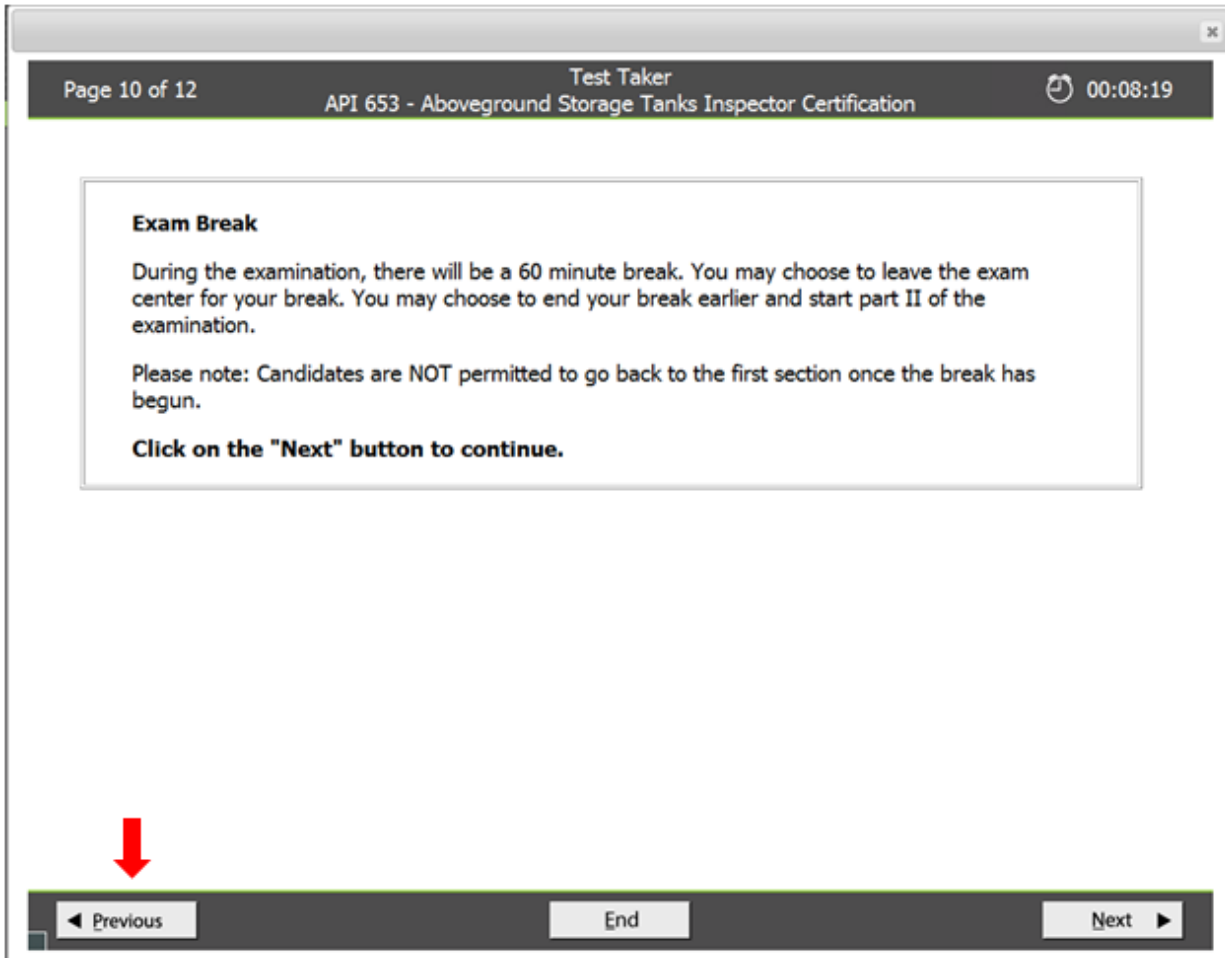 Page 10 of 12
Test Taker
API 653 - Aboveground Storage Tanks Inspector Certification
00:08:19
Exam Break
During the examination, there will be a 60 minute break. You may choose to leave the exam
center for your break. You may choose to end your break earlier and start part II of the
examination.
Please note: Candidates are NOT permitted to go back to the first section once the break has
begun.
Click on the "Next" button to continue.
Previous
End
Next